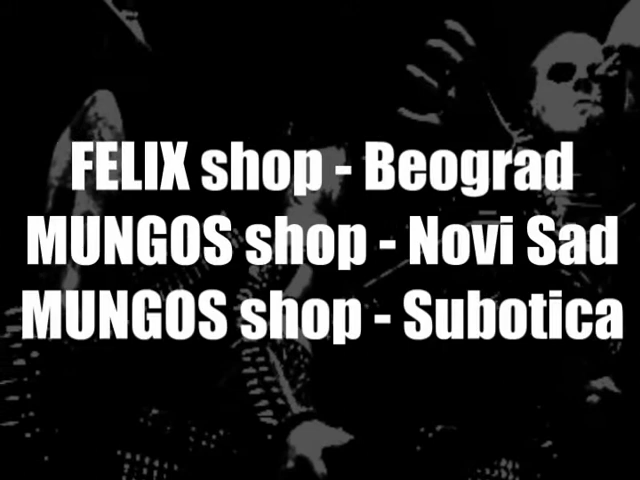 FELIX shop - Beograd
MUNGOS shop - Novi Sad
MUNGOS shop - Subotica